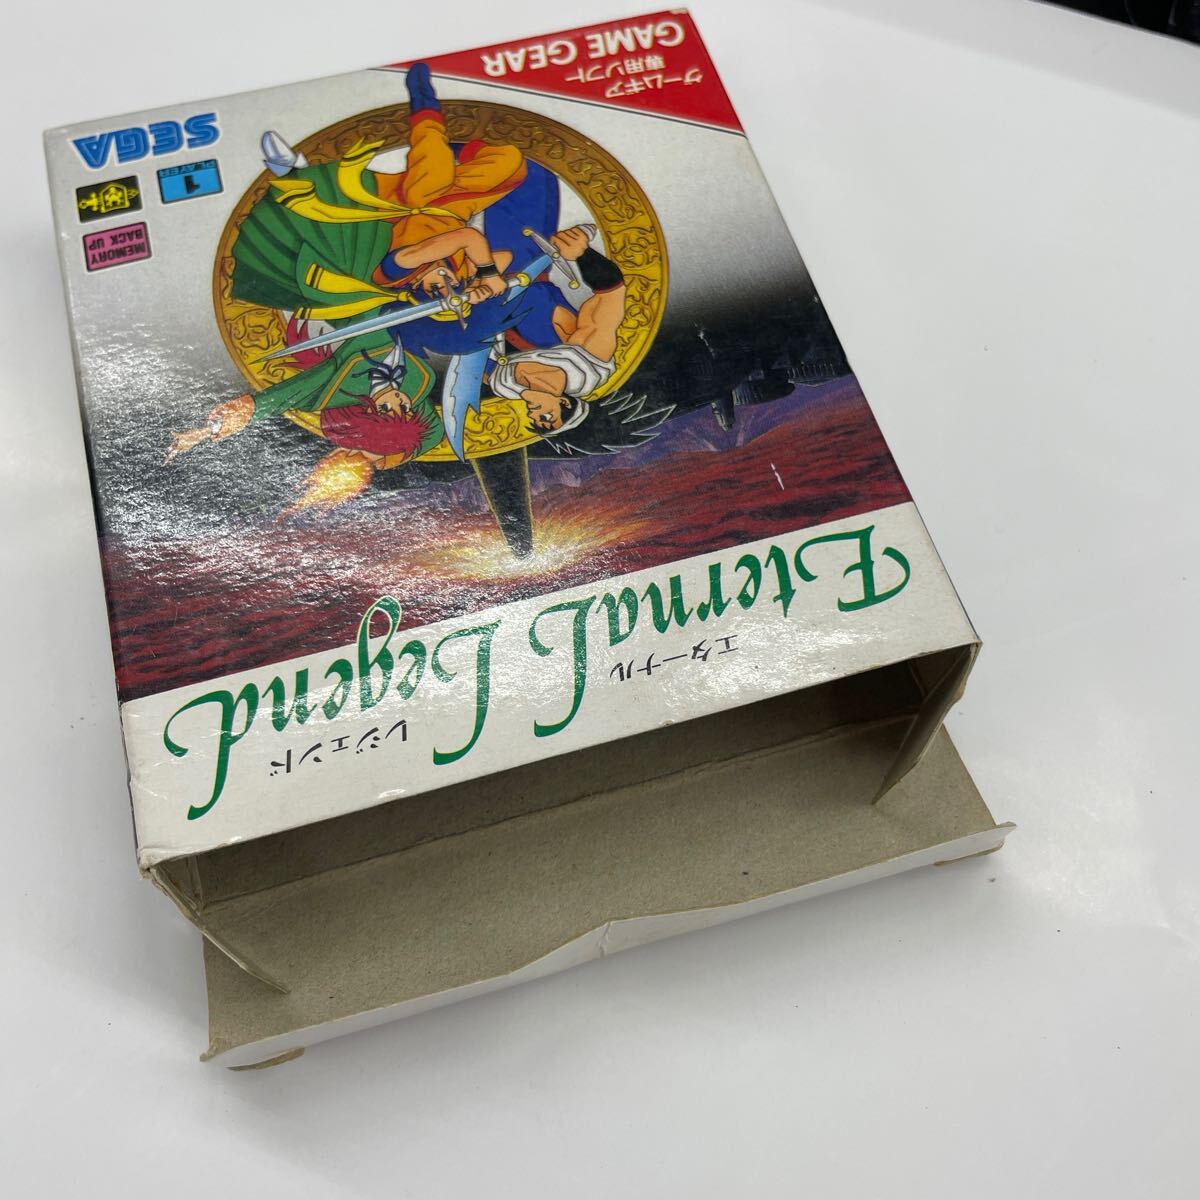 Eternal Legend
エターナル
レジェンド
MEMORY
BACK UP
1
PLAYER
SEGA
ゲームギア
専用ソフト
GAME GEAR